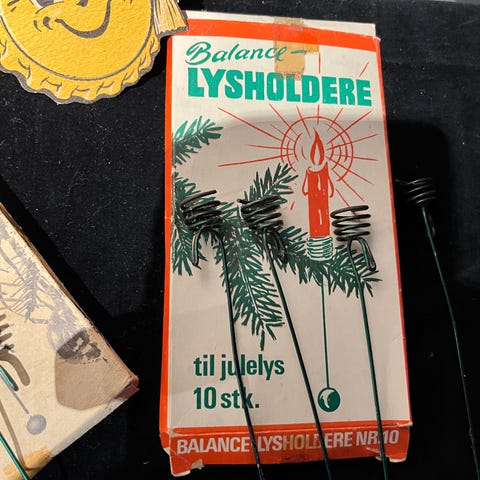 Balance-
LYSHOLDERE
til julelys
10 stk.
BALANCE-LYSHOLDERE NR. 10